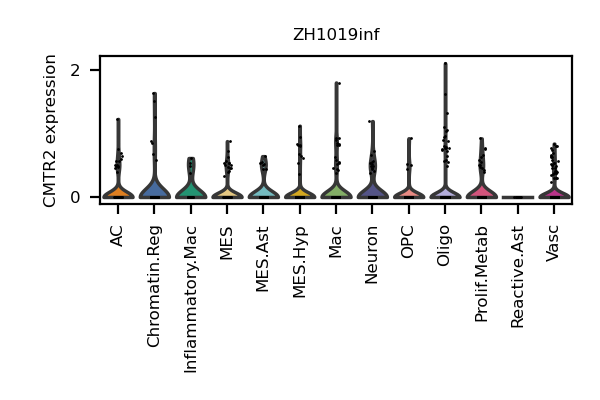 ZH1019inf
CMTR2 expression
2
0
AC
Chromatin.Reg
Inflammatory.Mac
MES
MES.Ast
MES.Hyp
Mac
Neuron
OPC
Oligo
Prolif.Metab
Reactive.Ast
Vasc